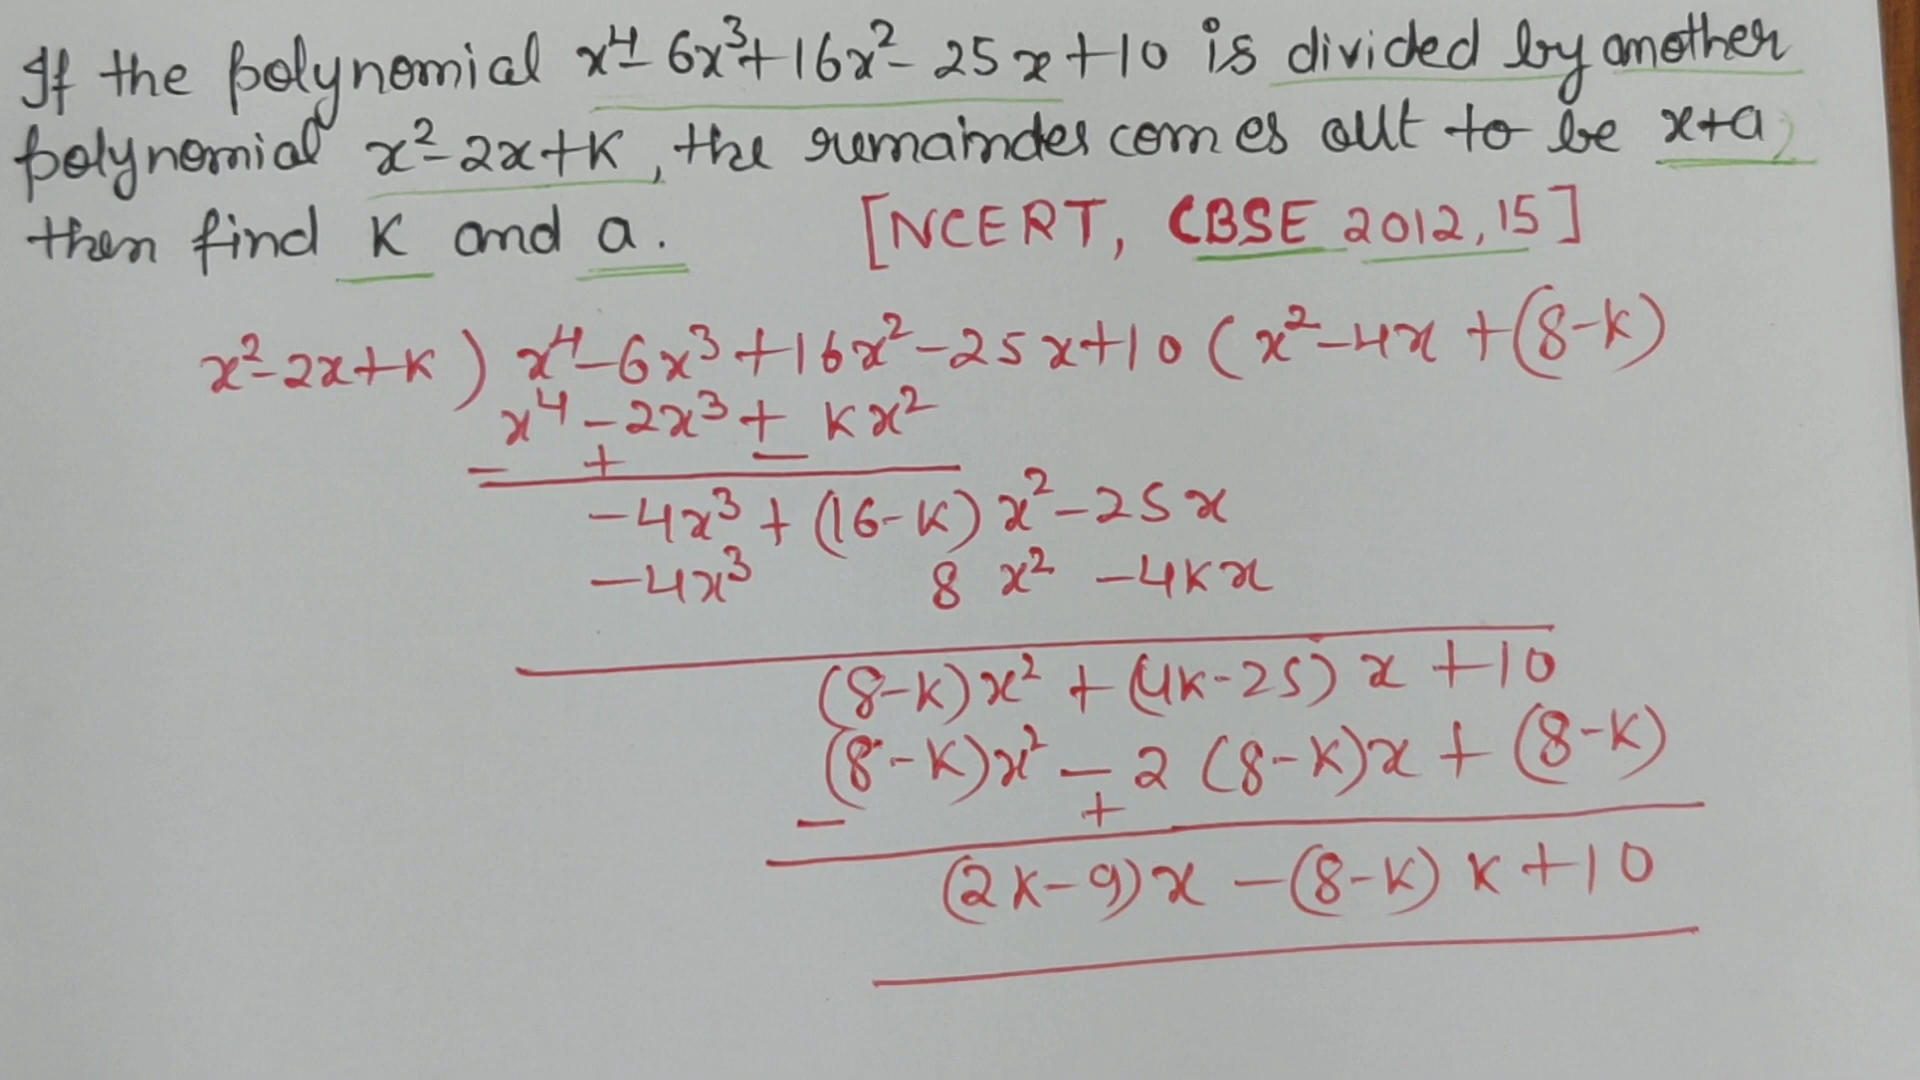 If the polynomial x⁴-6x³+16x²-25x+10 is divided by another
polynomial x²-2x+K, the remainder comes out to be x+a,
then find K and a. [NCERT, CBSE 2012,15]
x²-2x+K ) x⁴-6x³+16x²-25x+10 ( x²-4x+(8-K)
x⁴-2x³+Kx²
- + -
-4x³+(16-K)x²-25x
-4x³ 8x² -4Kx
(8-K)x²+(4K-25)x+10
(8-K)x²-2(8-K)x+(8-K)
- +
(2K-9)x-(8-K)K+10